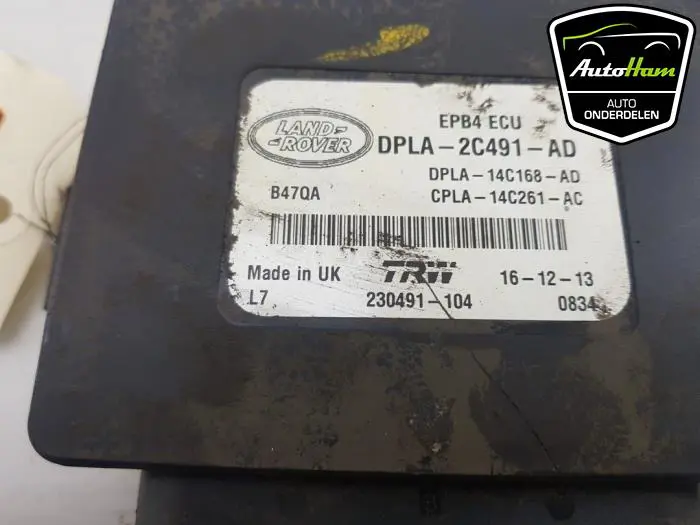 AutoHam
AUTO
ONDERDELEN
LAND-
-ROVER
EPB4 ECU
DPLA-2C491-AD
DPLA-14C168-AD
B47QA
CPLA-14C261-AC
Made in UK
TRW
16-12-13
L7
230491-104
0834